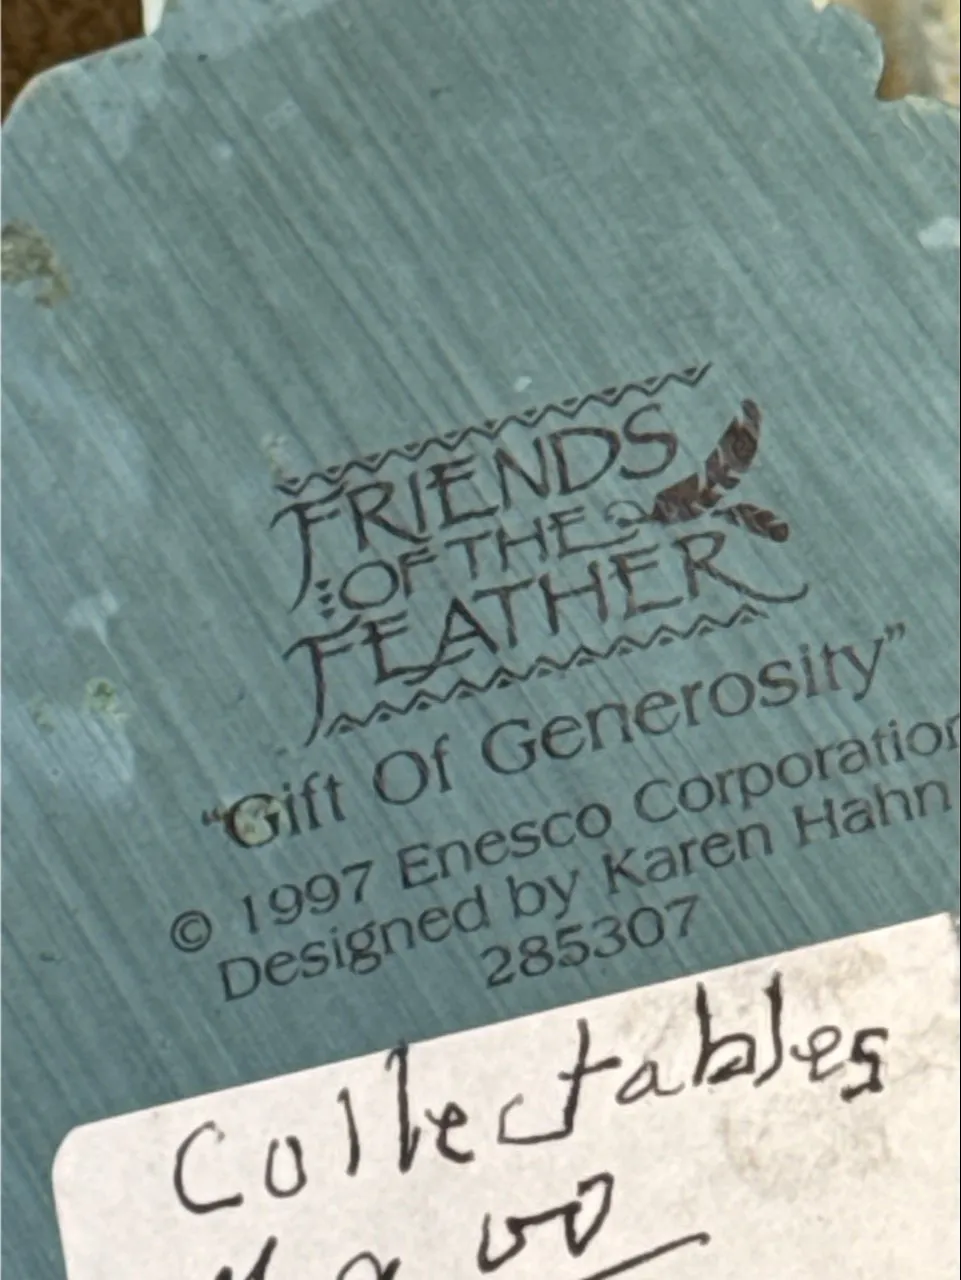 FRIENDS
OF THE
FEATHER
"Gift Of Generosity"
© 1997 Enesco Corporation
Designed by Karen Hahn
285307
Collectables